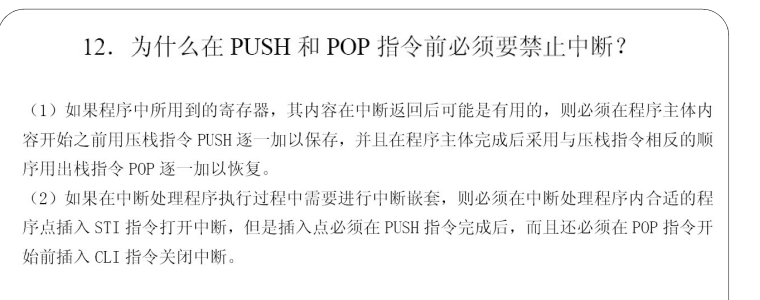 12．为什么在 PUSH 和 POP 指令前必须要禁止中断？
（1）如果程序中所用到的寄存器，其内容在中断返回后可能是有用的，则必须在程序主体内
容开始之前用压栈指令 PUSH 逐一加以保存，并且在程序主体完成后采用与压栈指令相反的顺
序用出栈指令 POP 逐一加以恢复。
（2）如果在中断处理程序执行过程中需要进行中断嵌套，则必须在中断处理程序内合适的程
序点插入 STI 指令打开中断，但是插入点必须在 PUSH 指令完成后，而且还必须在 POP 指令开
始前插入 CLI 指令关闭中断。